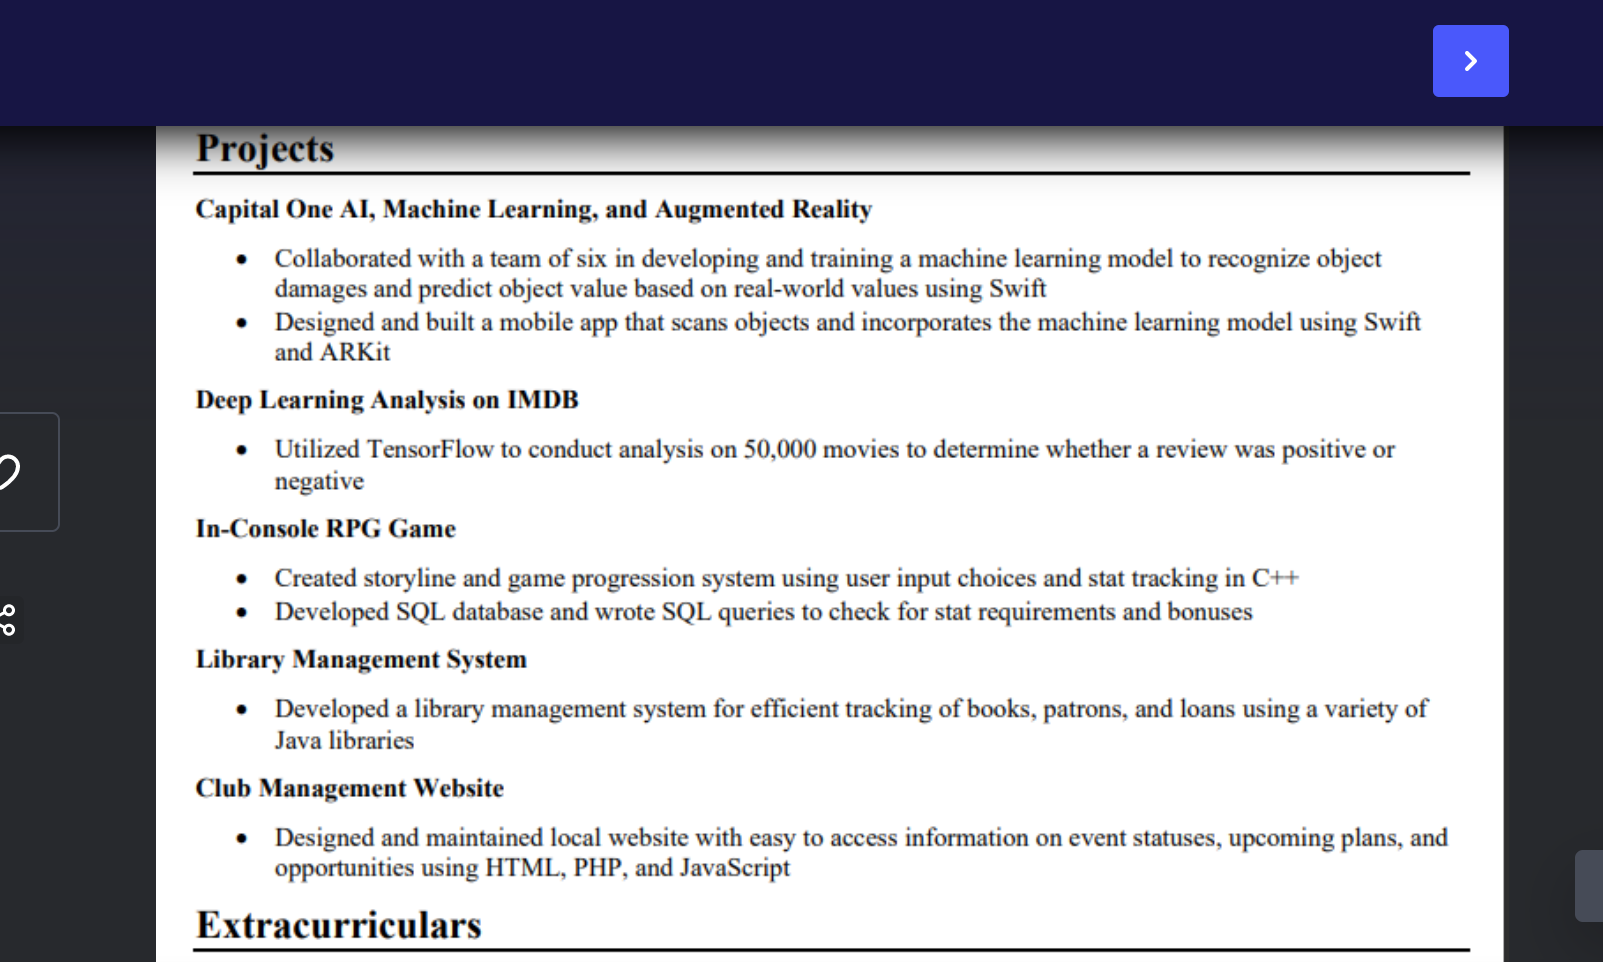 Projects
Capital One AI, Machine Learning, and Augmented Reality
• Collaborated with a team of six in developing and training a machine learning model to recognize object
damages and predict object value based on real-world values using Swift
• Designed and built a mobile app that scans objects and incorporates the machine learning model using Swift
and ARKit
Deep Learning Analysis on IMDB
• Utilized TensorFlow to conduct analysis on 50,000 movies to determine whether a review was positive or
negative
In-Console RPG Game
• Created storyline and game progression system using user input choices and stat tracking in C++
• Developed SQL database and wrote SQL queries to check for stat requirements and bonuses
Library Management System
• Developed a library management system for efficient tracking of books, patrons, and loans using a variety of
Java libraries
Club Management Website
• Designed and maintained local website with easy to access information on event statuses, upcoming plans, and
opportunities using HTML, PHP, and JavaScript
Extracurriculars